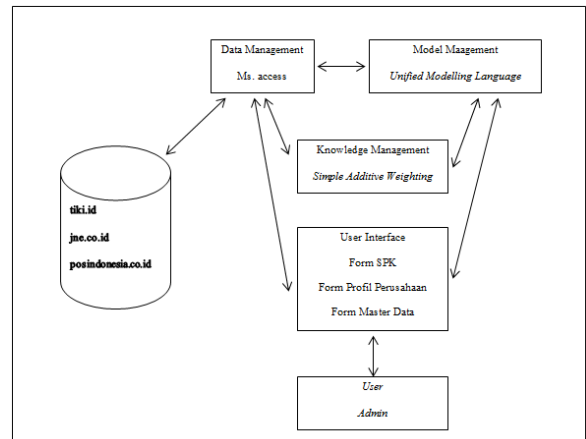 Data Management
Ms. access
Model Maagement
Unified Modelling Language
Knowledge Management
Simple Additive Weighting
tiki.id
jne.co.id
posindonesia.co.id
User Interface
Form SPK
Form Profil Perusahaan
Form Master Data
User
Admin